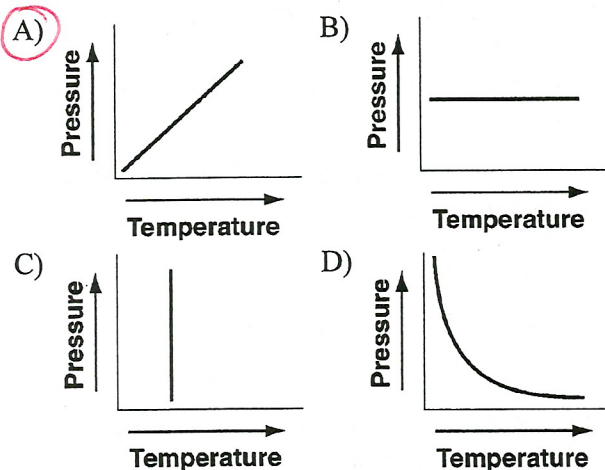 A)
Pressure
Temperature
B)
Pressure
Temperature
C)
Pressure
Temperature
D)
Pressure
Temperature